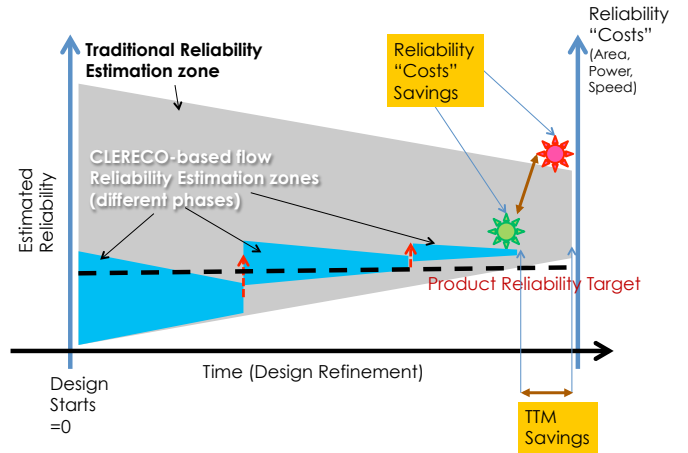 Reliability
“Costs”
(Area,
Power,
Speed)
Traditional Reliability
Estimation zone
Reliability
“Costs”
Savings
CLERECO-based flow
Reliability Estimation zones
(different phases)
Estimated
Reliability
Product Reliability Target
Time (Design Refinement)
Design
Starts
=0
TTM
Savings